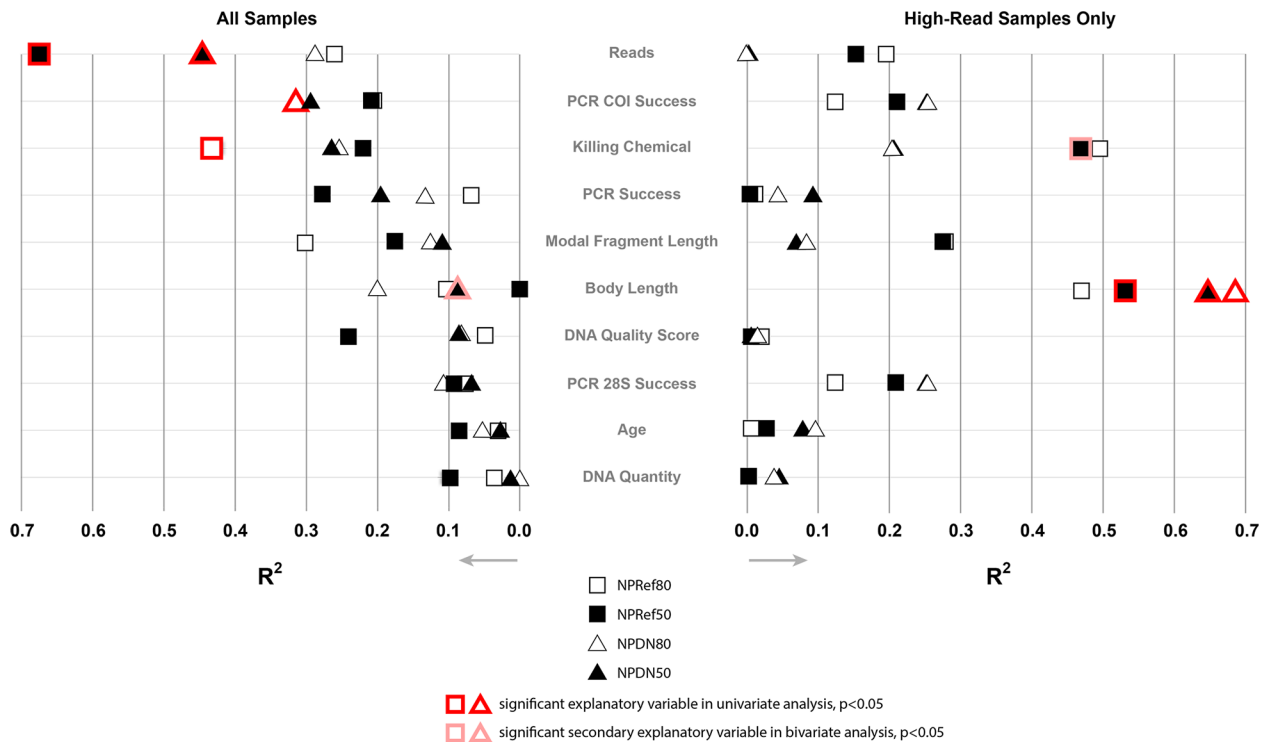 All Samples
High-Read Samples Only
Reads
PCR COI Success
Killing Chemical
PCR Success
Modal Fragment Length
Body Length
DNA Quality Score
PCR 28S Success
Age
DNA Quantity
0.7 0.6 0.5 0.4 0.3 0.2 0.1 0.0
0.0 0.1 0.2 0.3 0.4 0.5 0.6 0.7
R²
R²
NPRef80
NPRef50
NPDN80
NPDN50
significant explanatory variable in univariate analysis, p<0.05
significant secondary explanatory variable in bivariate analysis, p<0.05